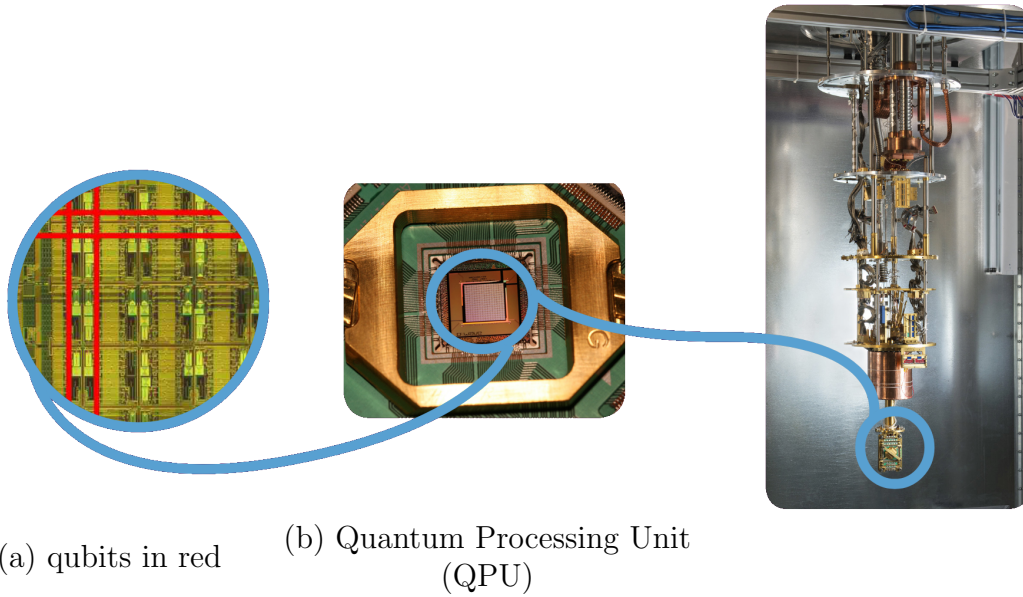 (a) qubits in red
(b) Quantum Processing Unit
(QPU)
G